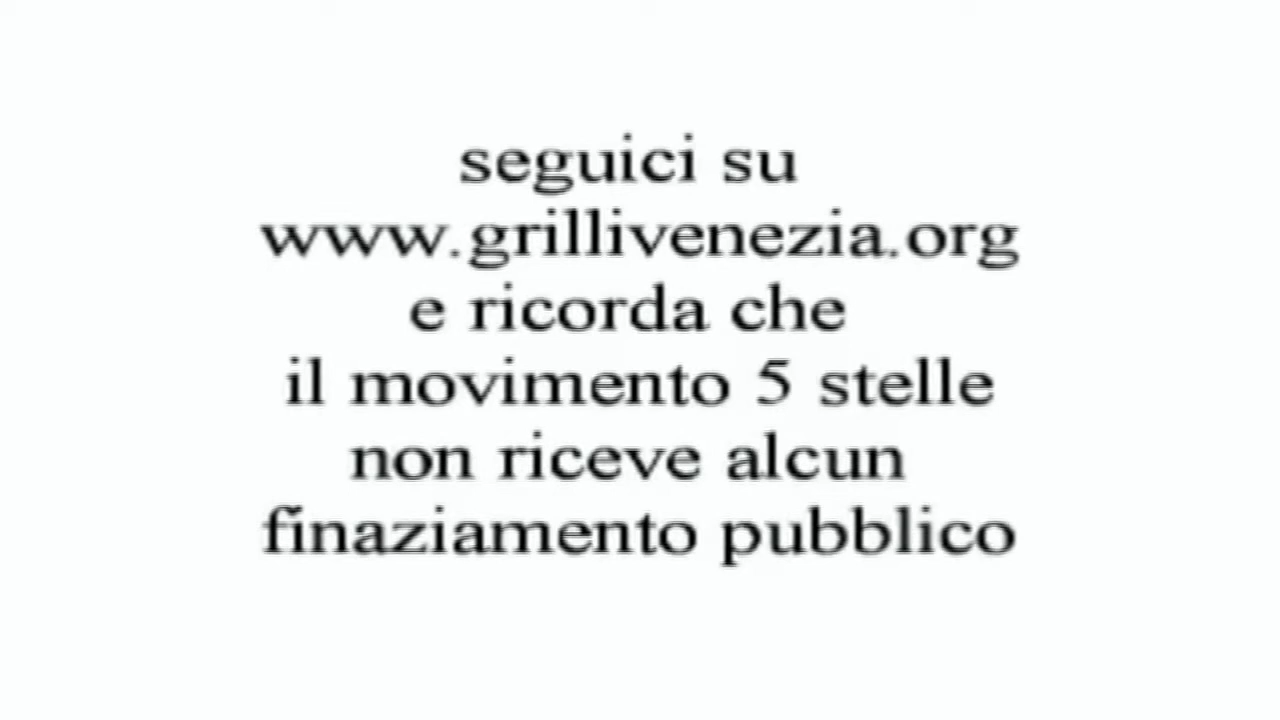 seguici su
www.grillivenezia.org
e ricorda che
il movimento 5 stelle
non riceve alcun
finaziamento pubblico